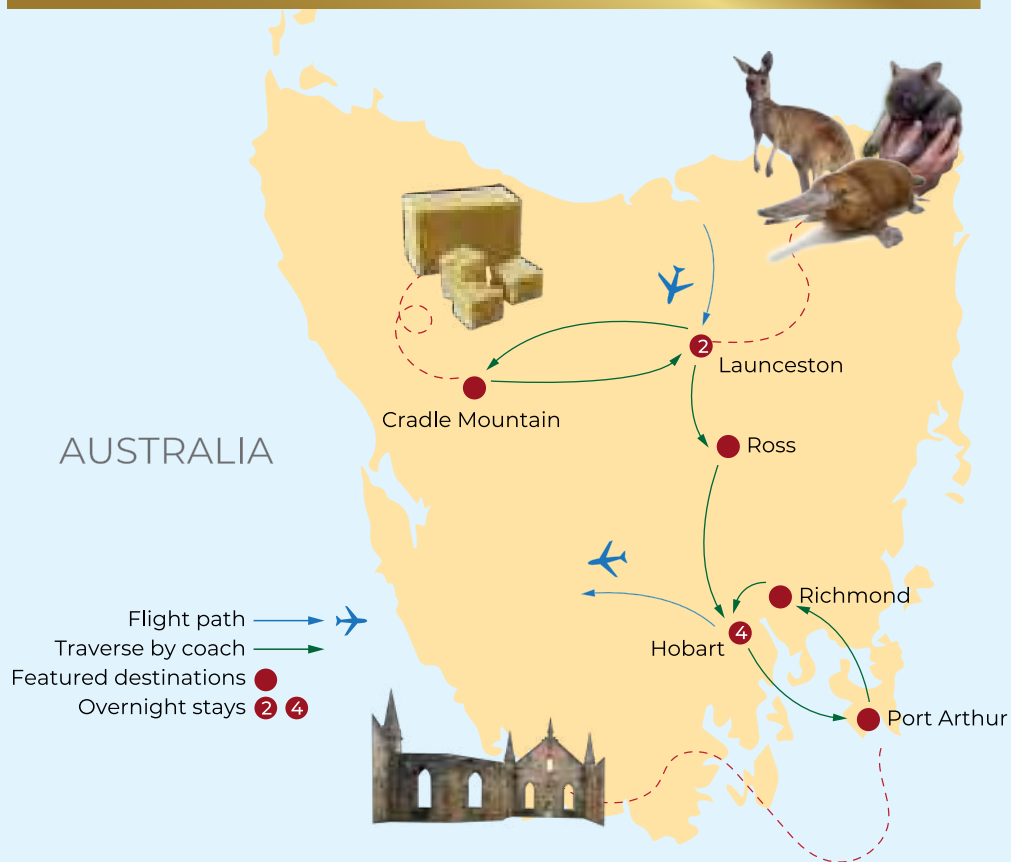 2
Launceston
Cradle Mountain
Ross
AUSTRALIA
Richmond
4
Hobart
Port Arthur
Flight path
Traverse by coach
Featured destinations
Overnight stays 2 4